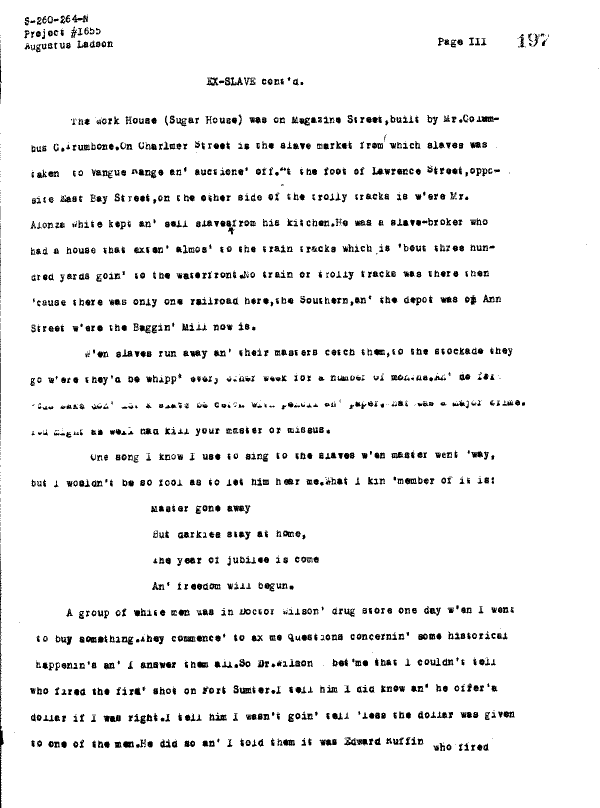 S-260-264-N
Project #1655
Augustus Ladson
Page III 197
EX-SLAVE cont'd.
The Work House (Sugar House) was on Magazine Street,built by Mr.Colum-
bus C.Trumbone.On Charlmer Street is the slave market from which slaves was
taken to Vangue Range an' auctione' off.At the foot of Lawrence Street,oppo-
site East Bay Street,on the other side of the trolly tracks is w'ere Mr.
Alonza White kept an' sell slaves from his kitchen.He was a slave-broker who
had a house that exten' almos' to the train tracks which is 'bout three hun-
dred yards goin' to the waterfront.No train or trolly tracks was there then
'cause there was only one railroad here,the Southern,an' the depot was on Ann
Street w'ere the Baggin' Mill now is.
W'en slaves run away an' their masters catch them,to the stockade they
go w'ere they'd be whipp' every other week for a number of months.An' de for
sake don' let a slave be catch with pencil an' paper. That was a major crime.
You might as well had kill your master or missus.
One song I know I use to sing to the slaves w'en master went 'way,
but I wouldn't be so fool as to let him hear me.What I kin 'member of it is:
Master gone away
But darkies stay at home,
The year of jubilee is come
An' freedom will begun.
A group of white men was in Doctor Wilson' drug store one day w'en I went
to buy something.They commence' to ax me questions concernin' some historical
happenin's an' I answer them all.So Dr.Wilson bet'me that I couldn't tell
who fired the firs' shot on Fort Sumter.I tell him I did know an' he offer'a
dollar if I was right.I tell him I wasn't goin' tell 'less the dollar was given
to one of the men.He did so an' I told them it was Edward Ruffin who fired